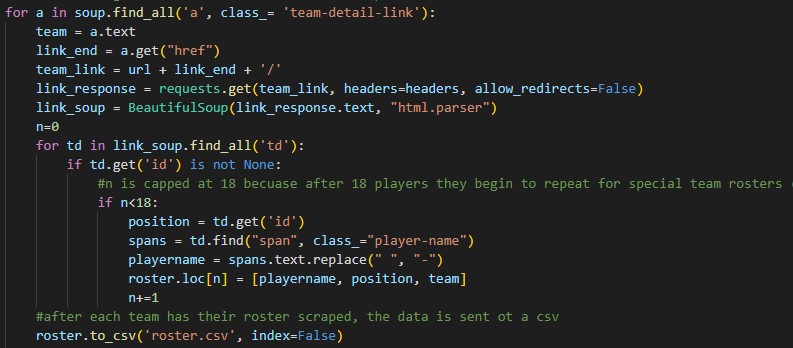 for a in soup.find_all('a', class_= 'team-detail-link'):
    team = a.text
    link_end = a.get("href")
    team_link = url + link_end + '/'
    link_response = requests.get(team_link, headers=headers, allow_redirects=False)
    link_soup = BeautifulSoup(link_response.text, "html.parser")
    n=0
    for td in link_soup.find_all('td'):
        if td.get('id') is not None:
            #n is capped at 18 becuase after 18 players they begin to repeat for special team rosters
            if n<18:
                position = td.get('id')
                spans = td.find("span", class_="player-name")
                playername = spans.text.replace(" ", "-")
                roster.loc[n] = [playername, position, team]
                n+=1
    #after each team has their roster scraped, the data is sent ot a csv
    roster.to_csv('roster.csv', index=False)